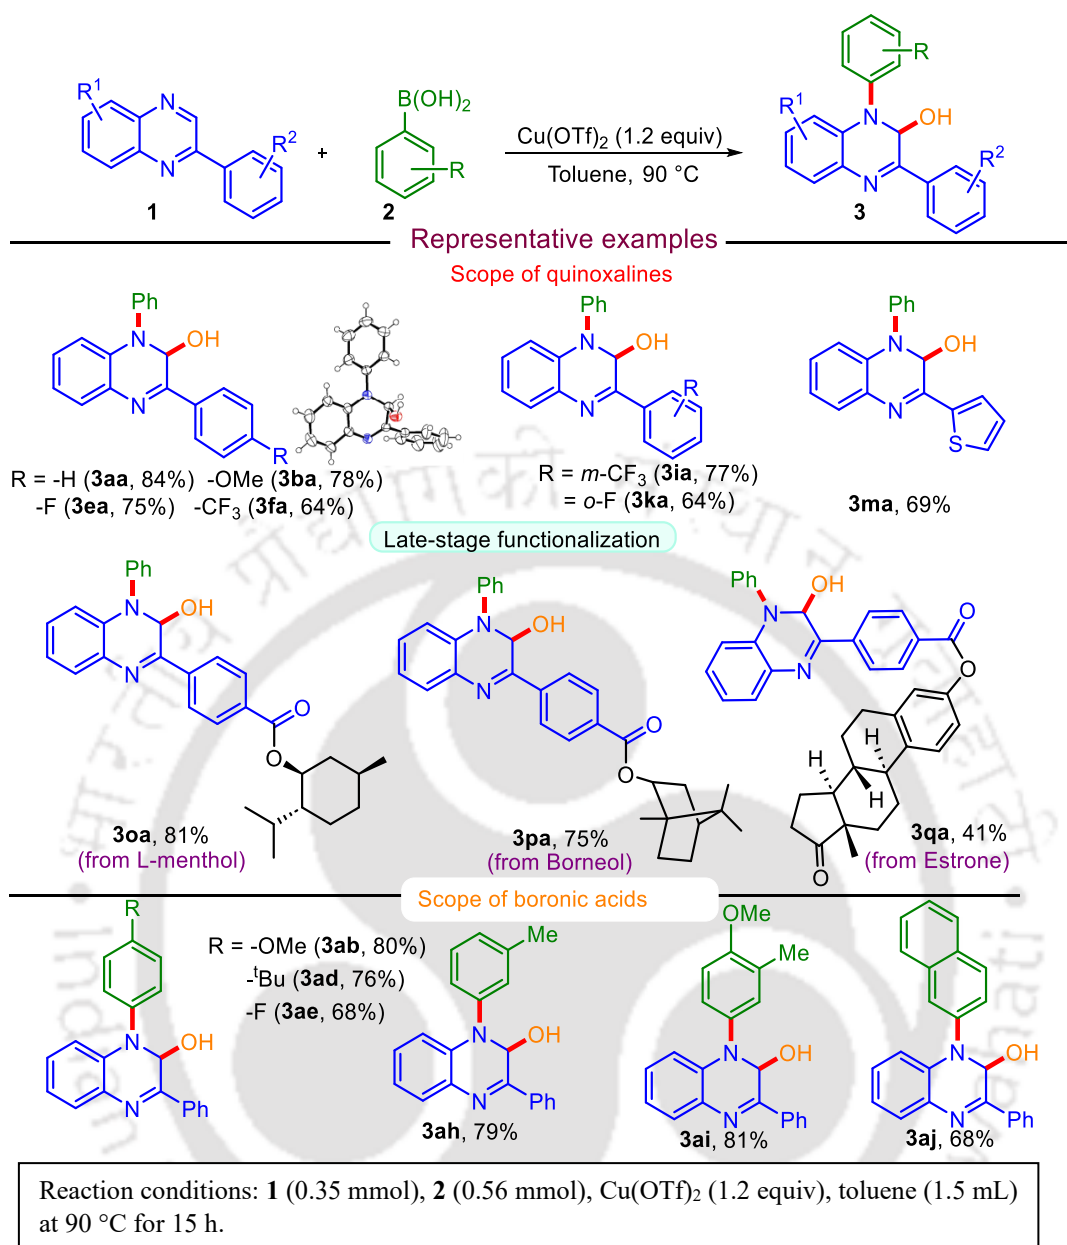 R¹
N
N
R²
1
+
B(OH)₂
R
2
Cu(OTf)₂ (1.2 equiv)
Toluene, 90 °C
R
R¹
N
OH
N
R²
3
Representative examples
Scope of quinoxalines
Ph
N
OH
N
R
R = -H (3aa, 84%) -OMe (3ba, 78%)
-F (3ea, 75%) -CF₃ (3fa, 64%)
Ph
N
OH
R
N
R = m-CF₃ (3ia, 77%)
= o-F (3ka, 64%)
Ph
N
OH
N
S
3ma, 69%
Late-stage functionalization
Ph
N
OH
N
O
O
3oa, 81%
(from L-menthol)
Ph
N
OH
N
O
O
3pa, 75%
(from Borneol)
Ph
OH
N
N
O
O
H
H
H
O
3qa, 41%
(from Estrone)
Scope of boronic acids
R
N
OH
N
Ph
R = -OMe (3ab, 80%)
-ᵗBu (3ad, 76%)
-F (3ae, 68%)
Me
N
OH
N
Ph
3ah, 79%
OMe
Me
N
OH
N
Ph
3ai, 81%
N
OH
N
Ph
3aj, 68%
Reaction conditions: 1 (0.35 mmol), 2 (0.56 mmol), Cu(OTf)₂ (1.2 equiv), toluene (1.5 mL)
at 90 °C for 15 h.